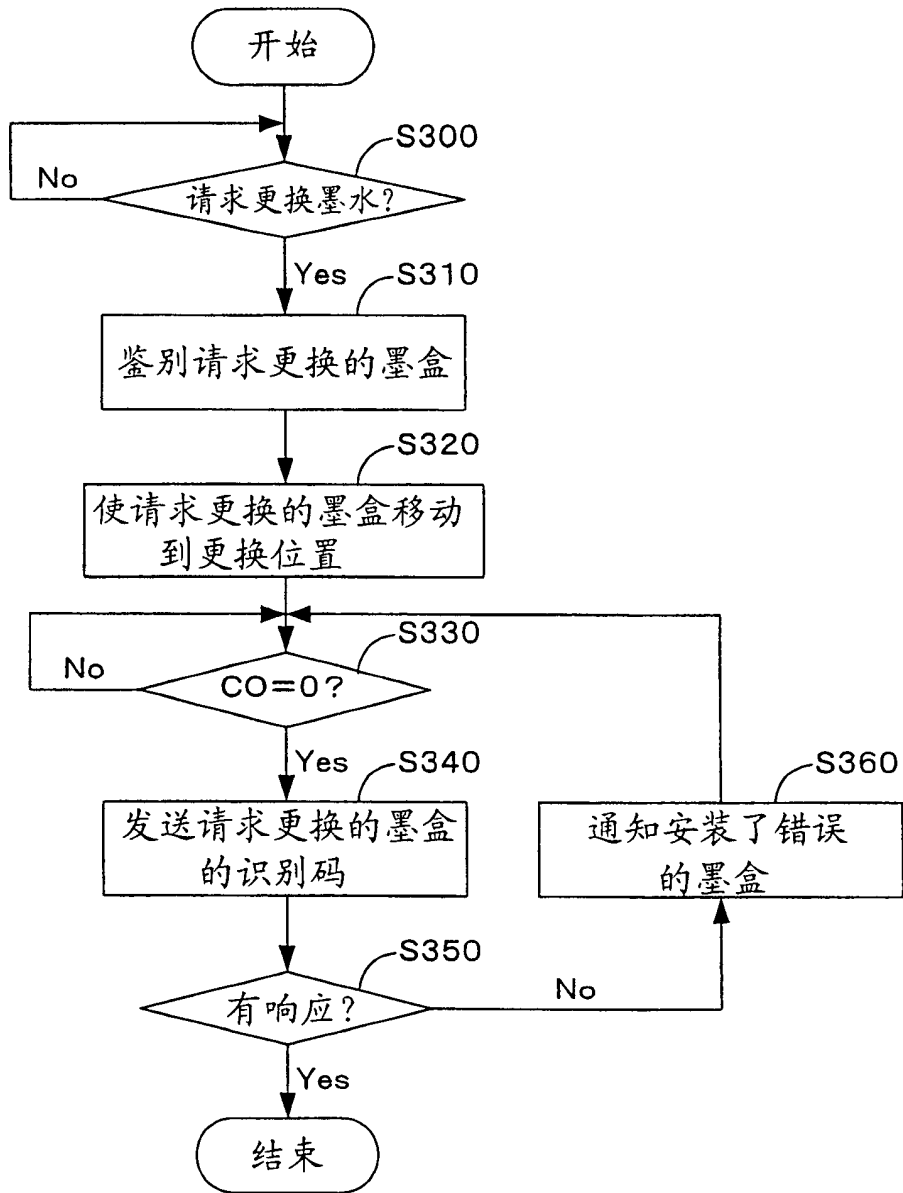 开始
S300
No
请求更换墨水?
Yes
S310
鉴别请求更换的墨盒
S320
使请求更换的墨盒移动
到更换位置
S330
No
CO=0?
Yes
S340
发送请求更换的墨盒
的识别码
S360
通知安装了错误
的墨盒
S350
有响应?
No
Yes
结束